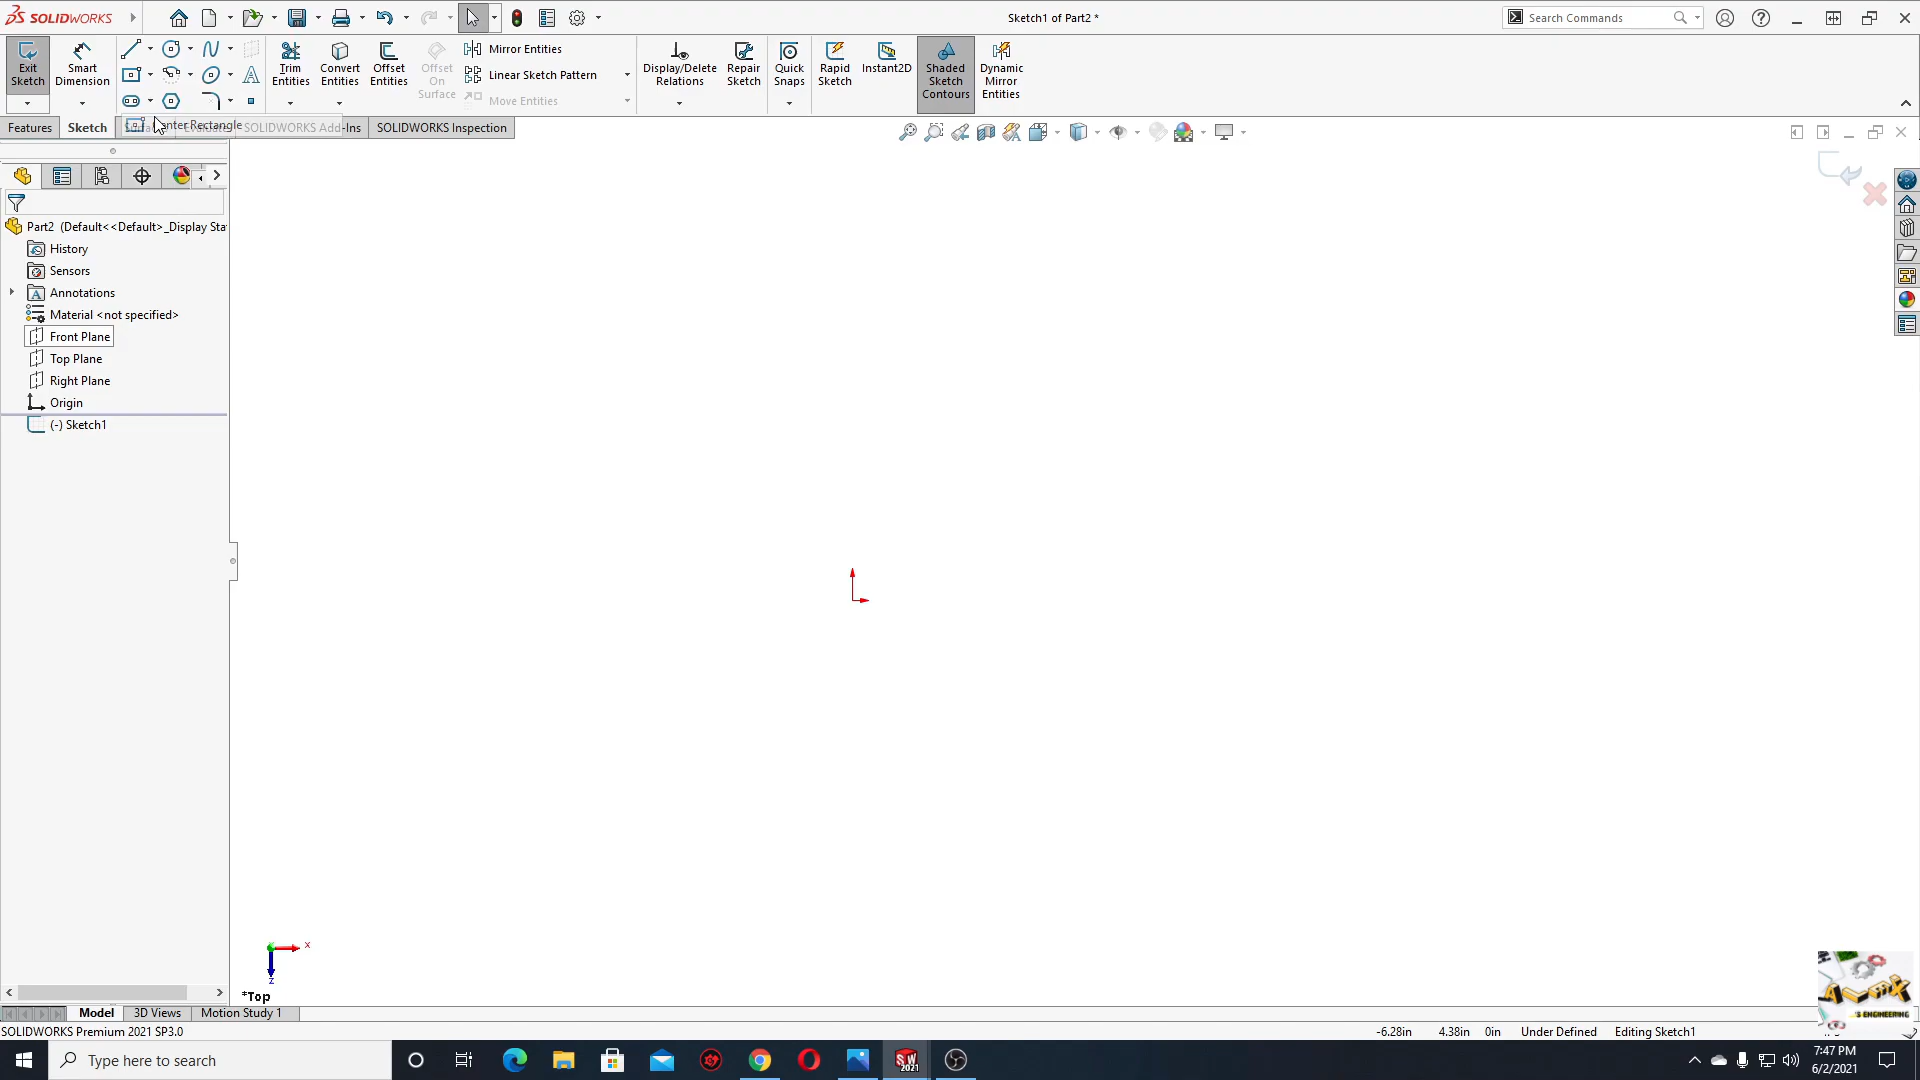 SOLIDWORKS
Sketch1 of Part2 *
Search Commands
Exit Sketch
Smart Dimension
Trim Entities
Convert Entities
Offset Entities
Offset On Surface
Mirror Entities
Linear Sketch Pattern
Move Entities
Display/Delete Relations
Repair Sketch
Quick Snaps
Rapid Sketch
Instant2D
Shaded Sketch Contours
Dynamic Mirror Entities
Features
Sketch
Rectangle
SOLIDWORKS Add-Ins
SOLIDWORKS Inspection
Part2 (Default<<Default>_Display Sta
History
Sensors
Annotations
Material <not specified>
Front Plane
Top Plane
Right Plane
Origin
(-) Sketch1
x
z
*Top
Model
3D Views
Motion Study 1
SOLIDWORKS Premium 2021 SP3.0
-6.28in
4.38in
0in
Under Defined
Editing Sketch1
'S ENGINEERING
Type here to search
SW 2021
7:47 PM
6/2/2021